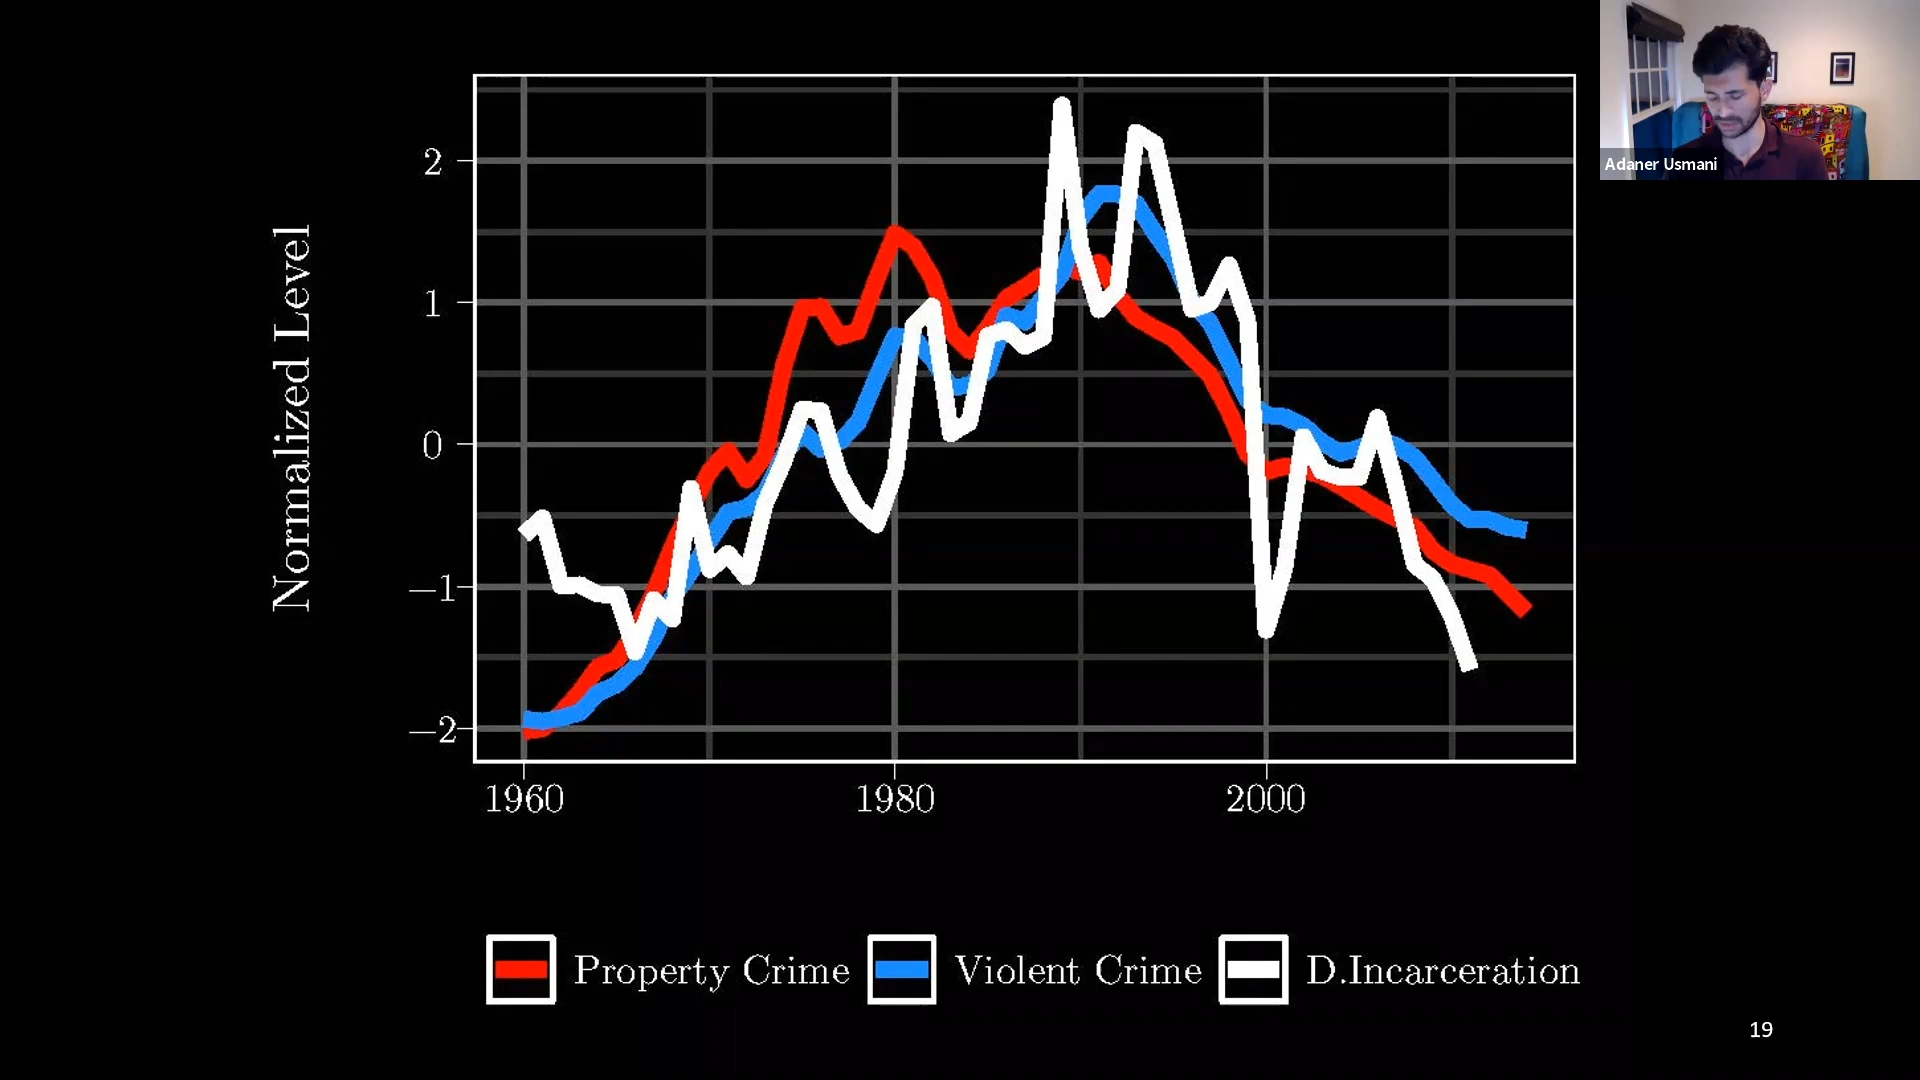 Adaner Usmani
Normalized Level
2
1
0
−1
−2
1960 1980 2000
Property Crime Violent Crime D.Incarceration
19